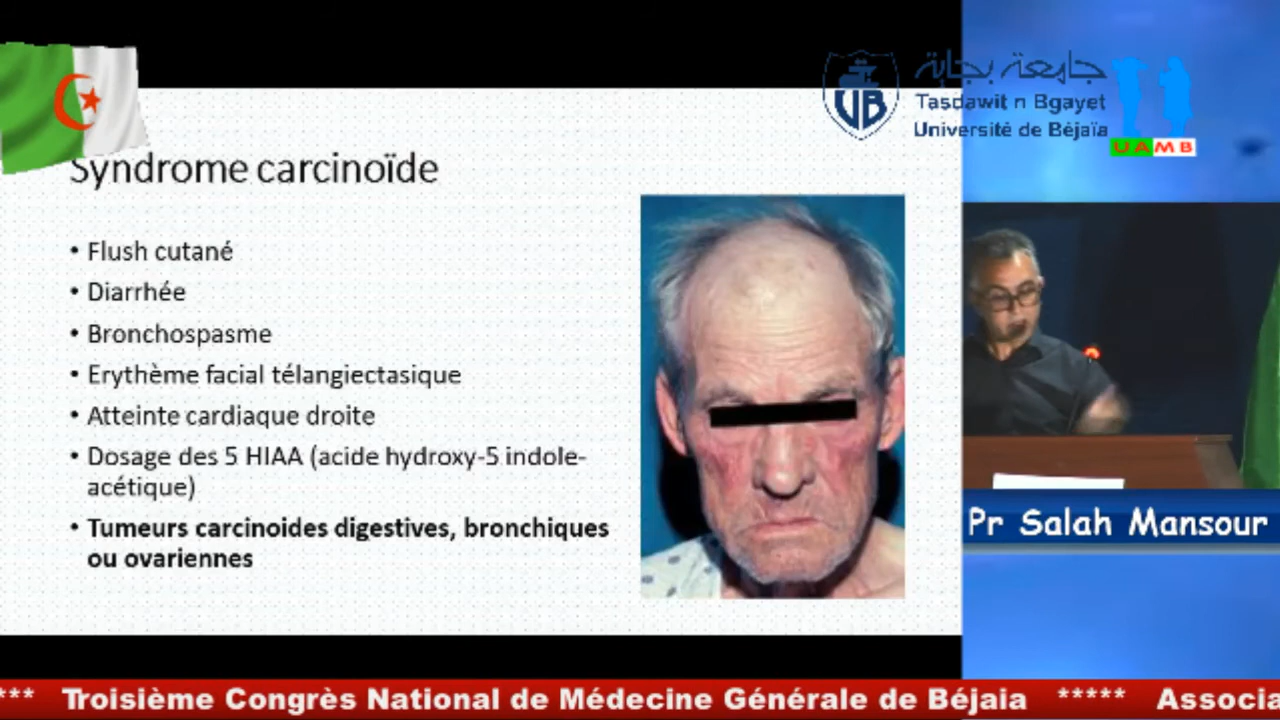 جامعة بجاية
Tasdawit n Bgayet
Université de Béjaïa
UB
UAMB
Syndrome carcinoïde
• Flush cutané
• Diarrhée
• Bronchospasme
• Erythème facial télangiectasique
• Atteinte cardiaque droite
• Dosage des 5 HIAA (acide hydroxy-5 indole-
acétique)
• Tumeurs carcinoides digestives, bronchiques
ou ovariennes
Pr Salah Mansour
*** Troisième Congrès National de Médecine Générale de Béjaia ***** Associa